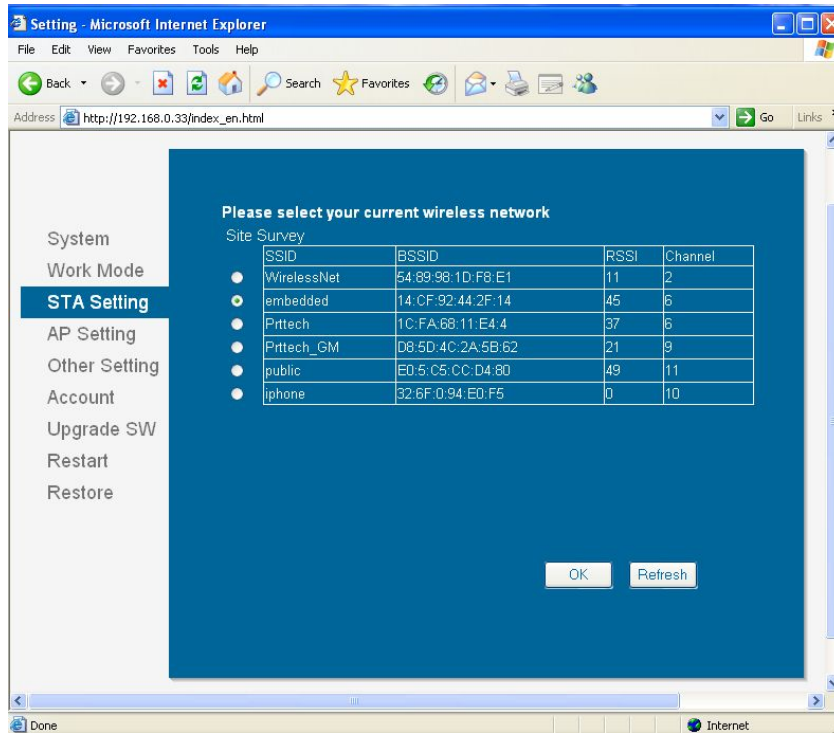 Setting - Microsoft Internet Explorer
File Edit View Favorites Tools Help
Back Search Favorites
Address http://192.168.0.33/index_en.html Go Links
System
Work Mode
STA Setting
AP Setting
Other Setting
Account
Upgrade SW
Restart
Restore
Please select your current wireless network
Site Survey
SSID BSSID RSSI Channel
WirelessNet 54:89:98:1D:F8:E1 11 2
embedded 14:CF:92:44:2F:14 45 6
Prttech 1C:FA:68:11:E4:4 37 6
Prttech_GM D8:5D:4C:2A:5B:62 21 9
public E0:5:C5:CC:D4:80 49 11
iphone 32:6F:0:94:E0:F5 0 10
OK Refresh
Done Internet